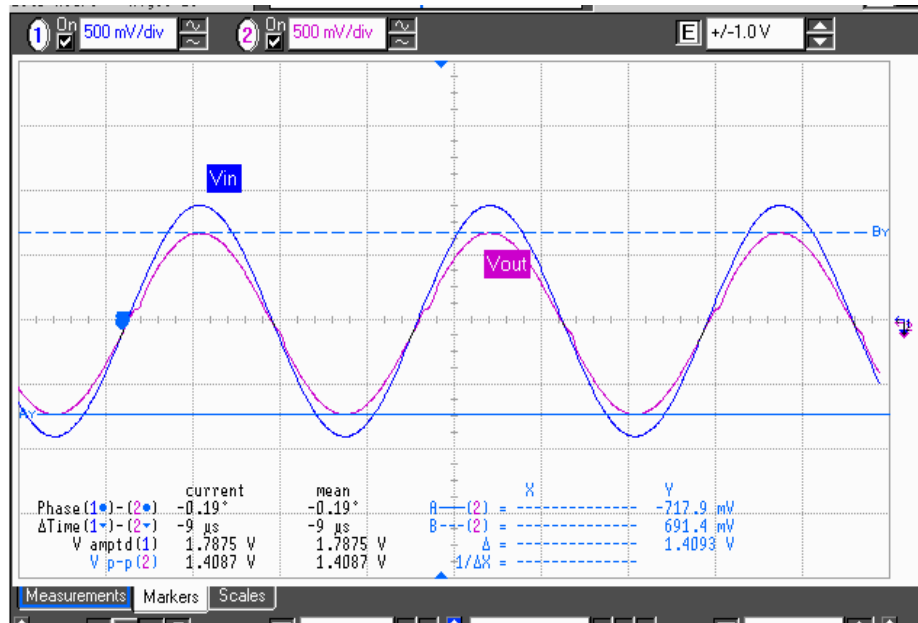 1 On 500 mV/div 2 On 500 mV/div E +/-1.0 V
Vin
BY
Vout
AY
current mean X Y
Phase(1●)-(2●) -0.19° -0.19° A——(2) = --------------- -717.9 mV
ΔTime(1▾)-(2▾) -9 µs -9 µs B---(2) = --------------- 691.4 mV
V amptd(1) 1.7875 V 1.7875 V Δ = --------------- 1.4093 V
V p-p(2) 1.4087 V 1.4087 V 1/ΔX = ---------------
Measurements Markers Scales